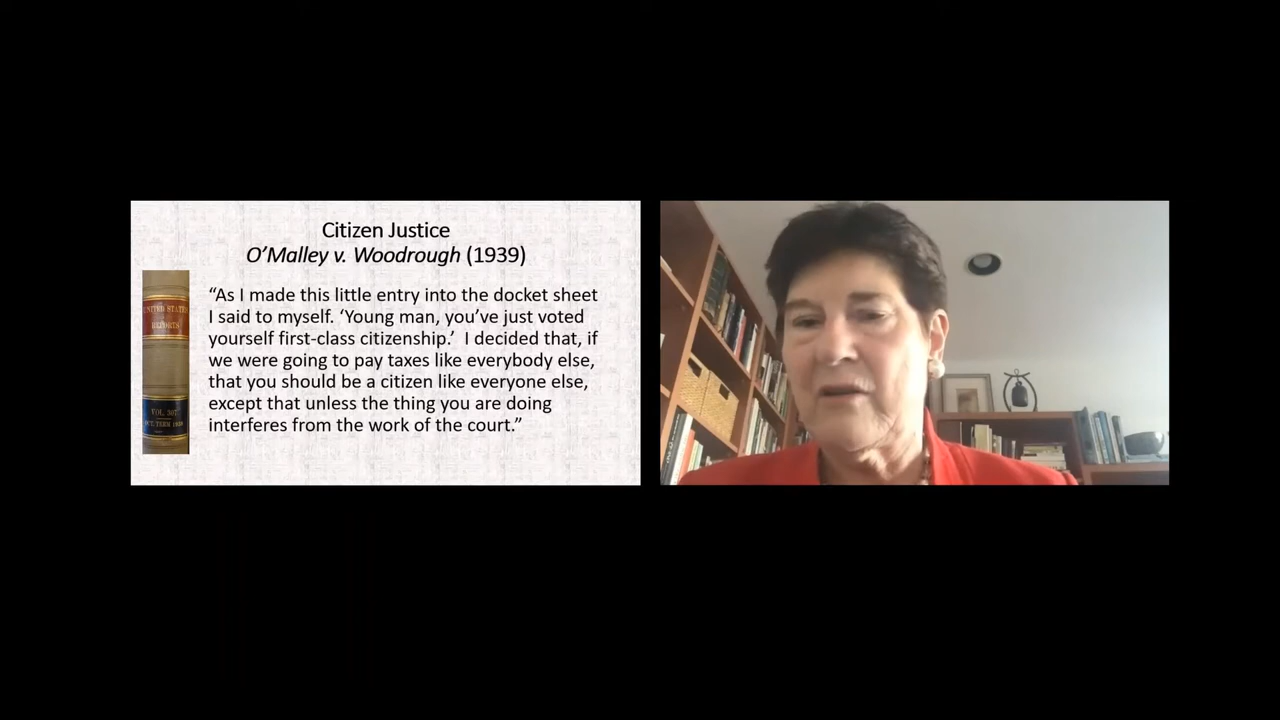 Citizen Justice
O’Malley v. Woodrough (1939)
“As I made this little entry into the docket sheet
I said to myself. ‘Young man, you’ve just voted
yourself first-class citizenship.’  I decided that, if
we were going to pay taxes like everybody else,
that you should be a citizen like everyone else,
except that unless the thing you are doing
interferes from the work of the court.”
UNITED STATES
REPORTS
VOL. 307
OCT. TERM 1938